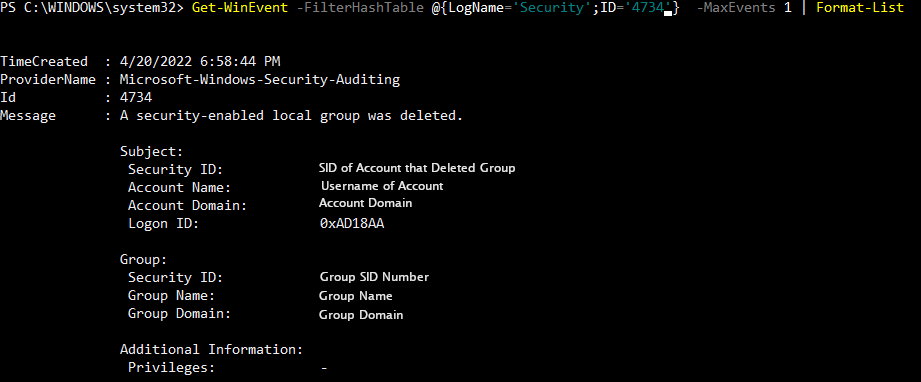 PS C:\WINDOWS\system32> Get-WinEvent -FilterHashTable @{LogName='Security';ID='4734'}  -MaxEvents 1 | Format-List
TimeCreated  : 4/20/2022 6:58:44 PM
ProviderName : Microsoft-Windows-Security-Auditing
Id           : 4734
Message      : A security-enabled local group was deleted.
Subject:
Security ID: SID of Account that Deleted Group
Account Name: Username of Account
Account Domain: Account Domain
Logon ID: 0xAD18AA
Group:
Security ID: Group SID Number
Group Name: Group Name
Group Domain: Group Domain
Additional Information:
Privileges: -